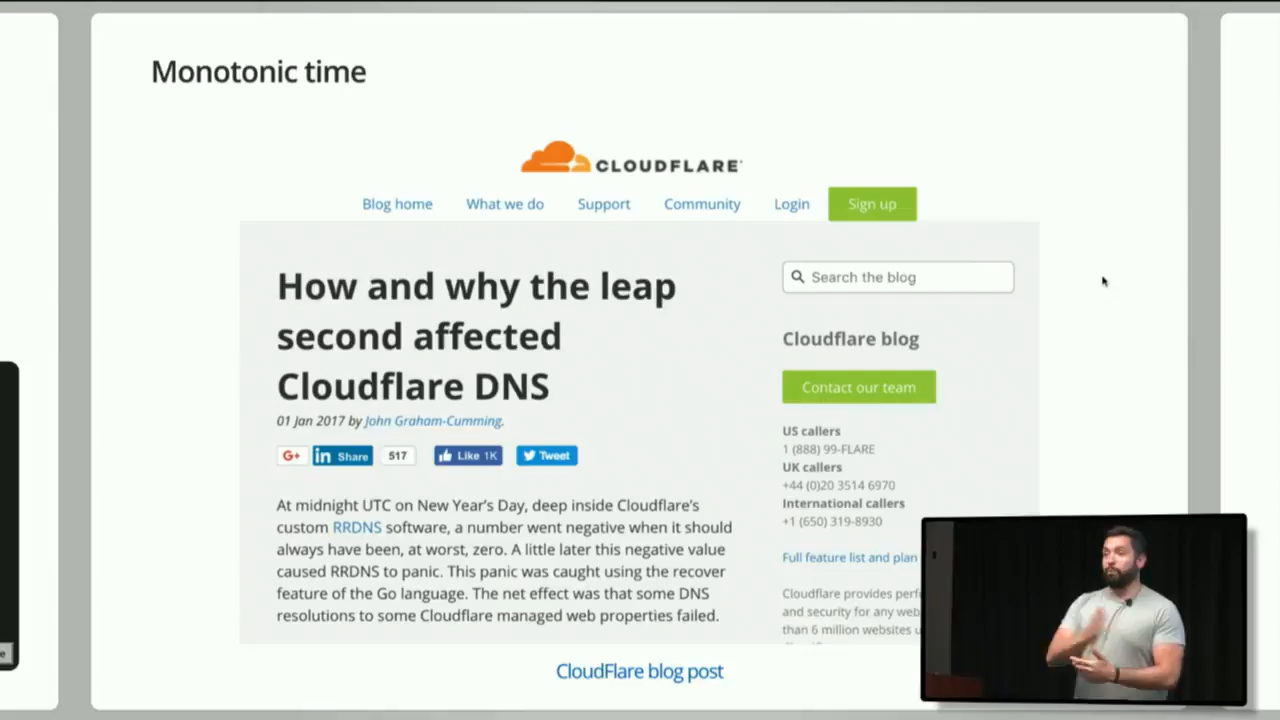 Monotonic time
CLOUDFLARE
Blog home What we do Support Community Login Sign up
How and why the leap
second affected
Cloudflare DNS
01 Jan 2017 by John Graham-Cumming.
G+ in Share 517 Like 1K Tweet
At midnight UTC on New Year's Day, deep inside Cloudflare's
custom RRDNS software, a number went negative when it should
always have been, at worst, zero. A little later this negative value
caused RRDNS to panic. This panic was caught using the recover
feature of the Go language. The net effect was that some DNS
resolutions to some Cloudflare managed web properties failed.
Search the blog
Cloudflare blog
Contact our team
US callers
1 (888) 99-FLARE
UK callers
+44 (0)20 3514 6970
International callers
+1 (650) 319-8930
Full feature list and plan
Cloudflare provides
and security for any web
than 6 million websites
CloudFlare blog post